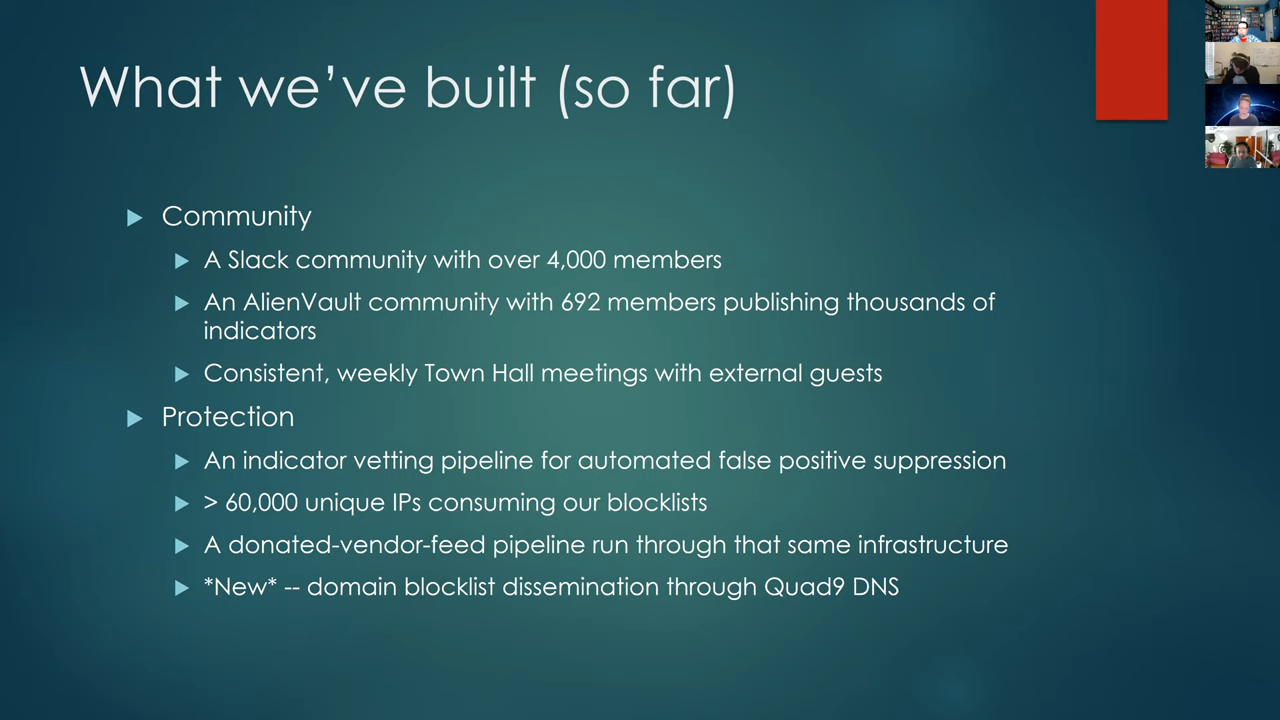 What we’ve built (so far)
Community
A Slack community with over 4,000 members
An AlienVault community with 692 members publishing thousands of
indicators
Consistent, weekly Town Hall meetings with external guests
Protection
An indicator vetting pipeline for automated false positive suppression
> 60,000 unique IPs consuming our blocklists
A donated-vendor-feed pipeline run through that same infrastructure
*New* -- domain blocklist dissemination through Quad9 DNS